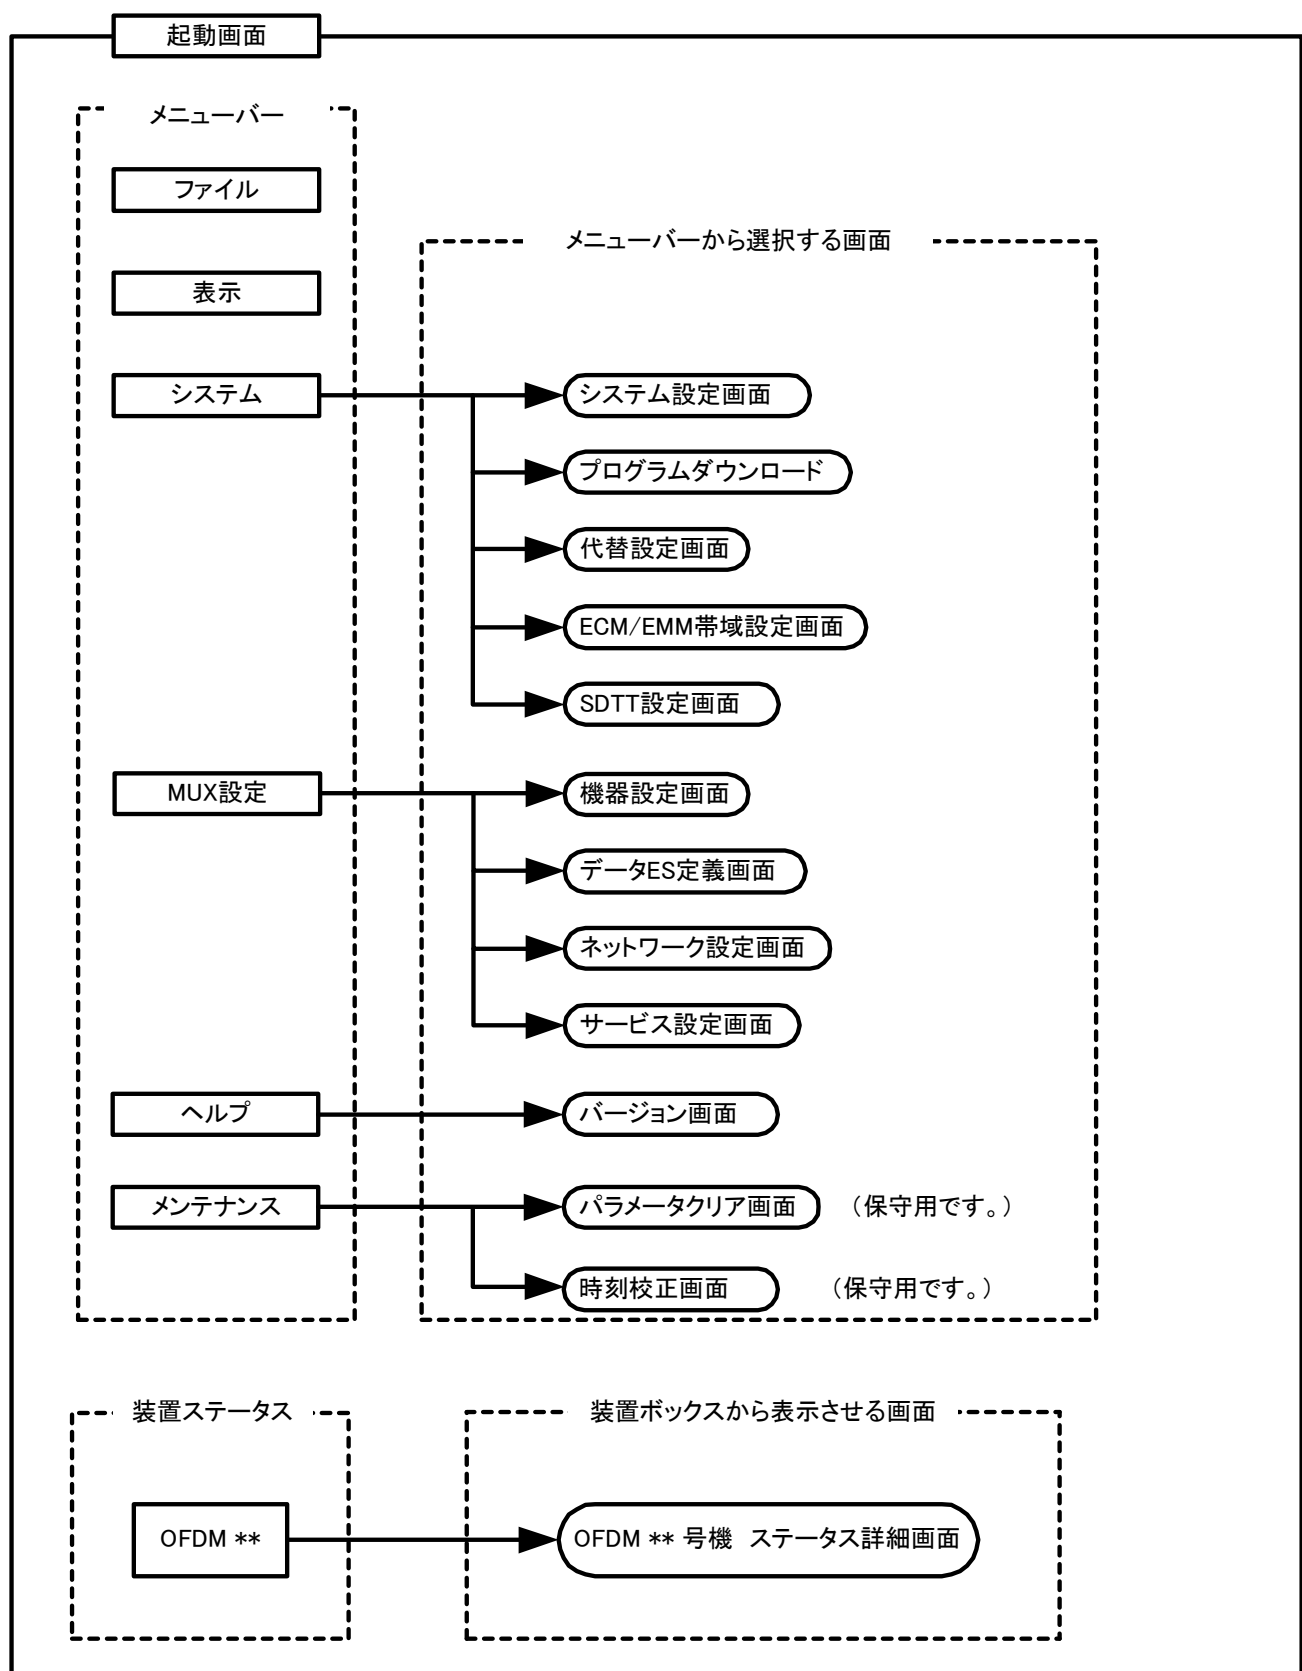 起動画面
メニューバー
ファイル
メニューバーから選択する画面
表示
システム
システム設定画面
プログラムダウンロード
代替設定画面
ECM/EMM帯域設定画面
SDTT設定画面
MUX設定
機器設定画面
データES定義画面
ネットワーク設定画面
サービス設定画面
ヘルプ
バージョン画面
メンテナンス
パラメータクリア画面 （保守用です。）
時刻校正画面 （保守用です。）
装置ステータス
装置ボックスから表示させる画面
OFDM **
OFDM ** 号機 ステータス詳細画面